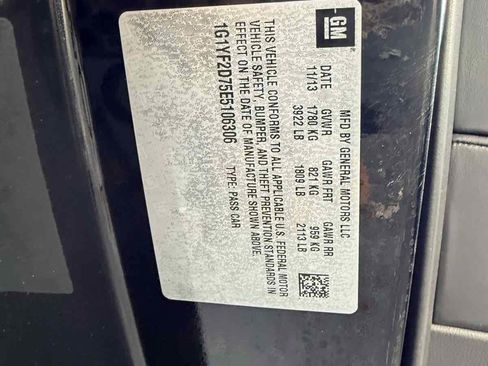 GM
MFD BY GENERAL MOTORS LLC
DATE GVWR GAWR FRT GAWR RR
11/13 1780 KG 821 KG 959 KG
3922 LB 1809 LB 2113 LB
THIS VEHICLE CONFORMS TO ALL APPLICABLE U.S. FEDERAL MOTOR
VEHICLE SAFETY, BUMPER, AND THEFT PREVENTION STANDARDS IN
EFFECT ON THE DATE OF MANUFACTURE SHOWN ABOVE.
1G1YF2D75E5106306 TYPE: PASS CAR